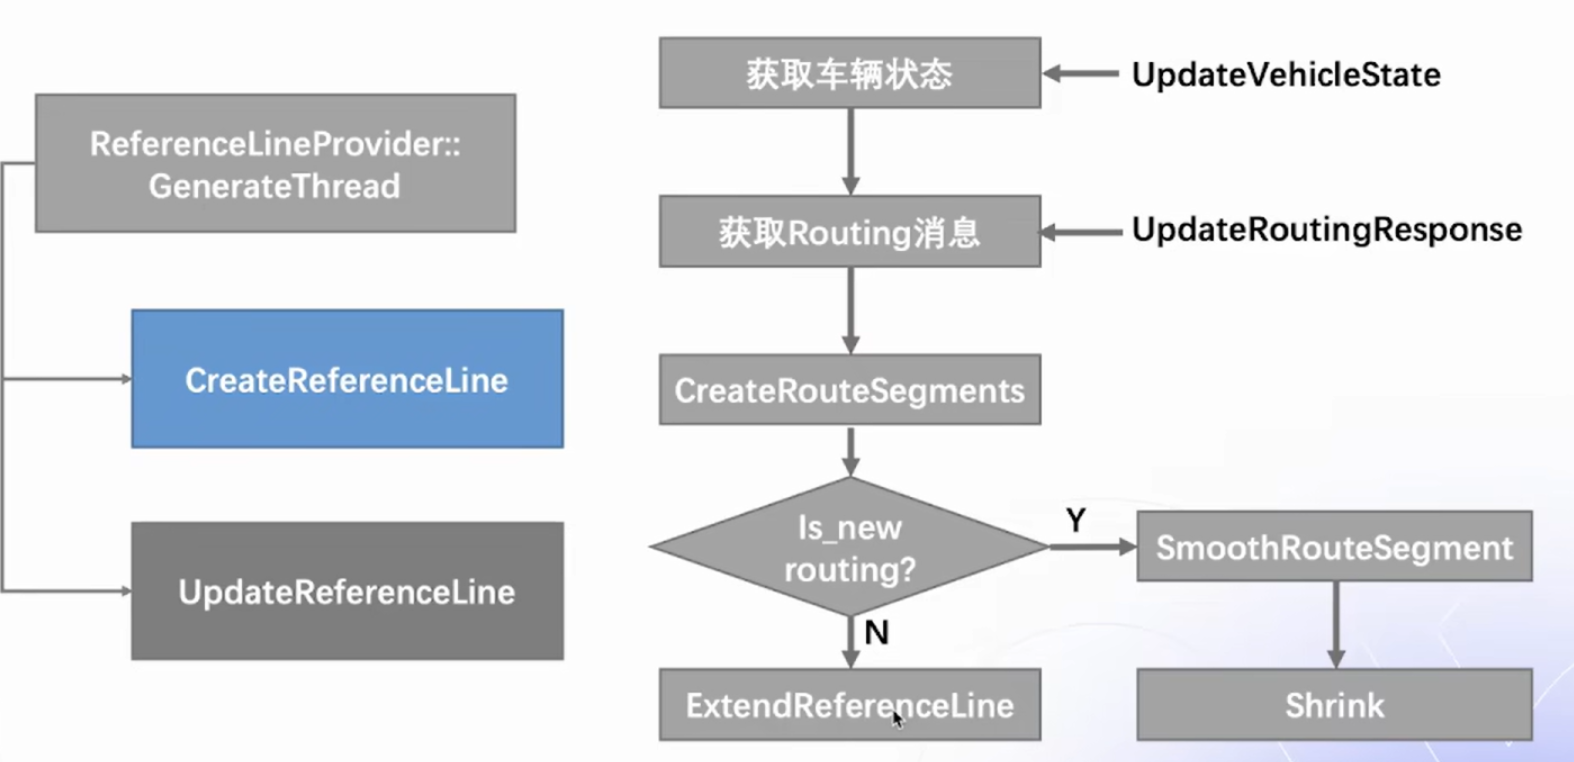 ReferenceLineProvider::
GenerateThread
CreateReferenceLine
UpdateReferenceLine
获取车辆状态
UpdateVehicleState
获取Routing消息
UpdateRoutingResponse
CreateRouteSegments
Is_new
routing?
Y
SmoothRouteSegment
N
ExtendReferenceLine
Shrink